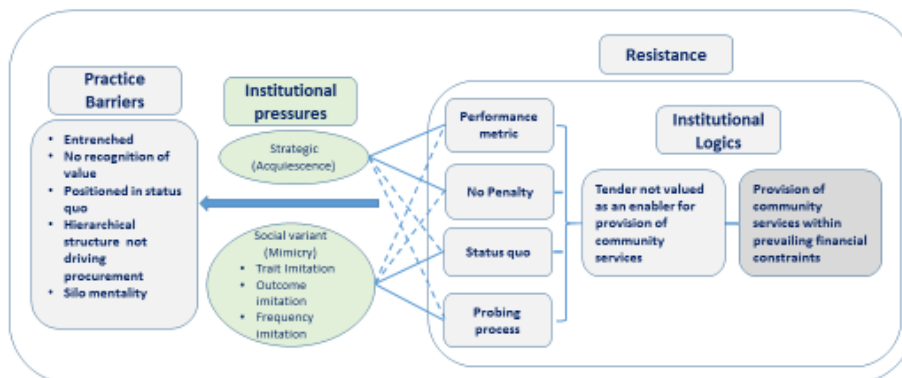 Practice
Barriers
• Entrenched
• No recognition of
value
• Positioned in status
quo
• Hierarchical
structure not
driving
procurement
• Silo mentality
Institutional
pressures
Strategic
(Acquiescence)
Social variant
(Mimicry)
• Trait Imitation
• Outcome
imitation
• Frequency
imitation
Resistance
Performance
metric
No Penalty
Status quo
Probing
process
Institutional
Logics
Tender not valued
as an enabler for
provision of
community
services
Provision of
community
services within
prevailing financial
constraints